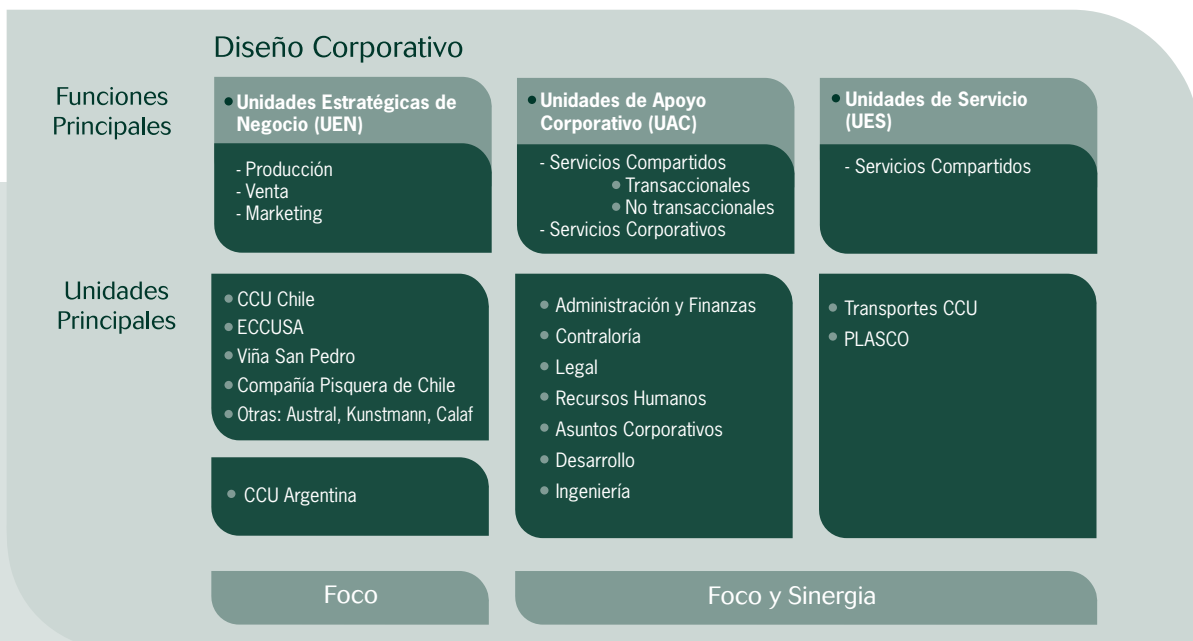 Diseño Corporativo
Funciones
Principales
• Unidades Estratégicas de
Negocio (UEN)
- Producción
- Venta
- Marketing
• Unidades de Apoyo
Corporativo (UAC)
- Servicios Compartidos
• Transaccionales
• No transaccionales
- Servicios Corporativos
• Unidades de Servicio
(UES)
- Servicios Compartidos
Unidades
Principales
• CCU Chile
• ECCUSA
• Viña San Pedro
• Compañía Pisquera de Chile
• Otras: Austral, Kunstmann, Calaf
• CCU Argentina
• Administración y Finanzas
• Contraloría
• Legal
• Recursos Humanos
• Asuntos Corporativos
• Desarrollo
• Ingeniería
• Transportes CCU
• PLASCO
Foco
Foco y Sinergia